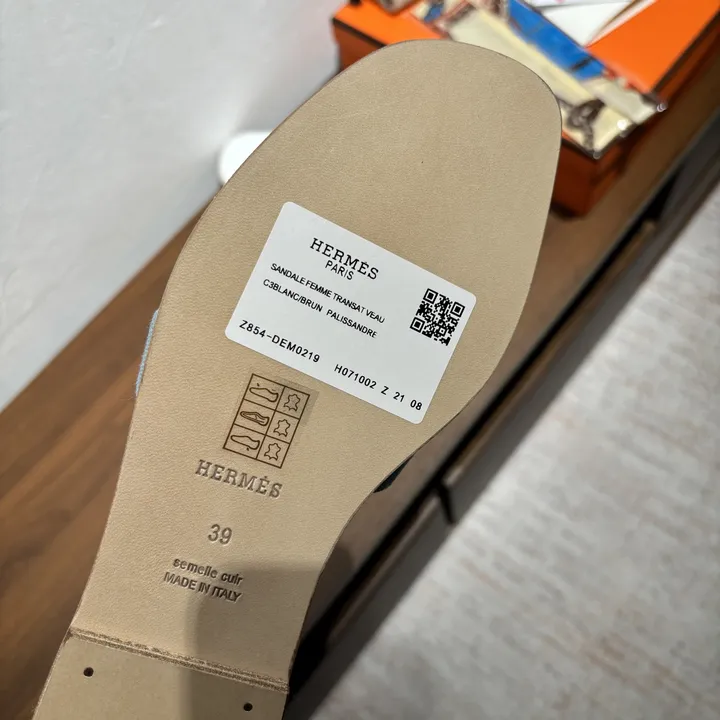 HERMÈS
PARIS
SANDALE FEMME TRANSAT VEAU
C3BLANC/BRUN PALISSANDRE
Z854-DEM0219 H071002 Z 21 08
HERMÈS
39
semelle cuir
MADE IN ITALY